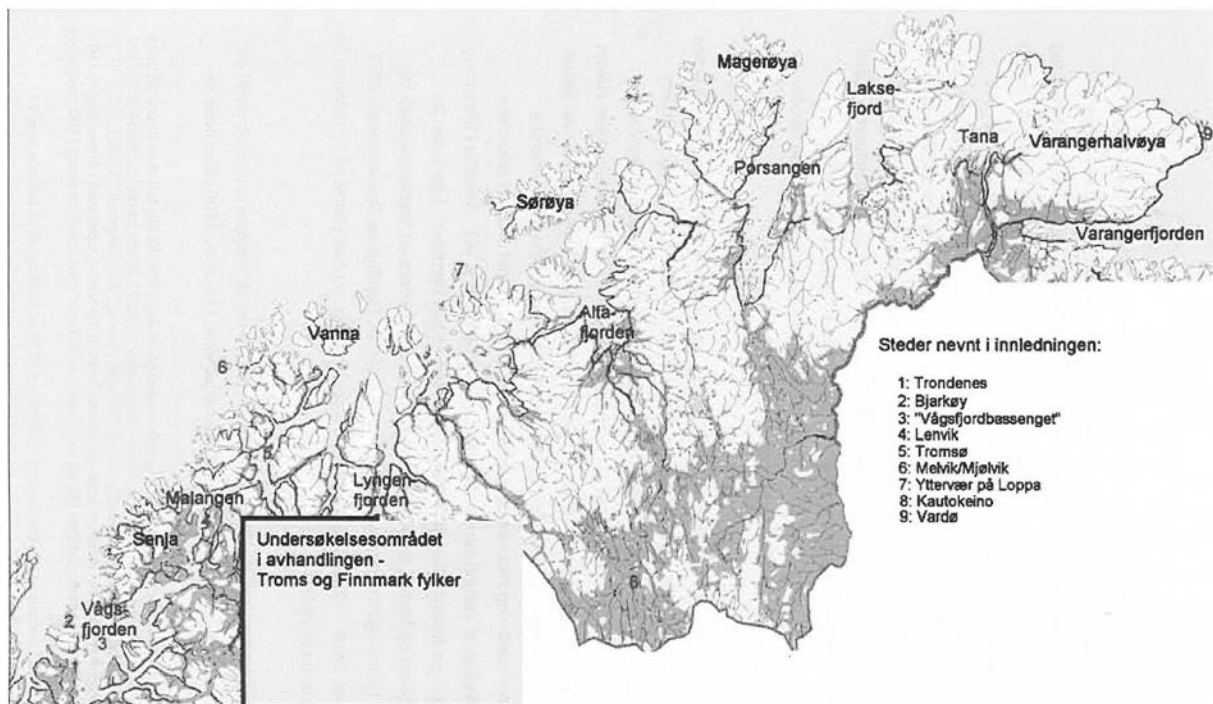 Magerøya
Lakse-
fjord
Tana
Varangerhalvøya
9
Porsangen
Sørøya
Varangerfjorden
7
Alta-
fjorden
Vanna
6
Steder nevnt i innledningen:
1: Trondenes
2: Bjarkøy
3: "Vågsfjordbassenget"
4: Lenvik
5: Tromsø
6: Melvik/Mjølvik
7: Yttervær på Loppa
8: Kautokeino
9: Vardø
5
Malangen
Lyngen-
fjorden
Senja
Undersøkelsesområdet
i avhandlingen -
Troms og Finnmark fylker
6
Vågs-
fjorden
2
3